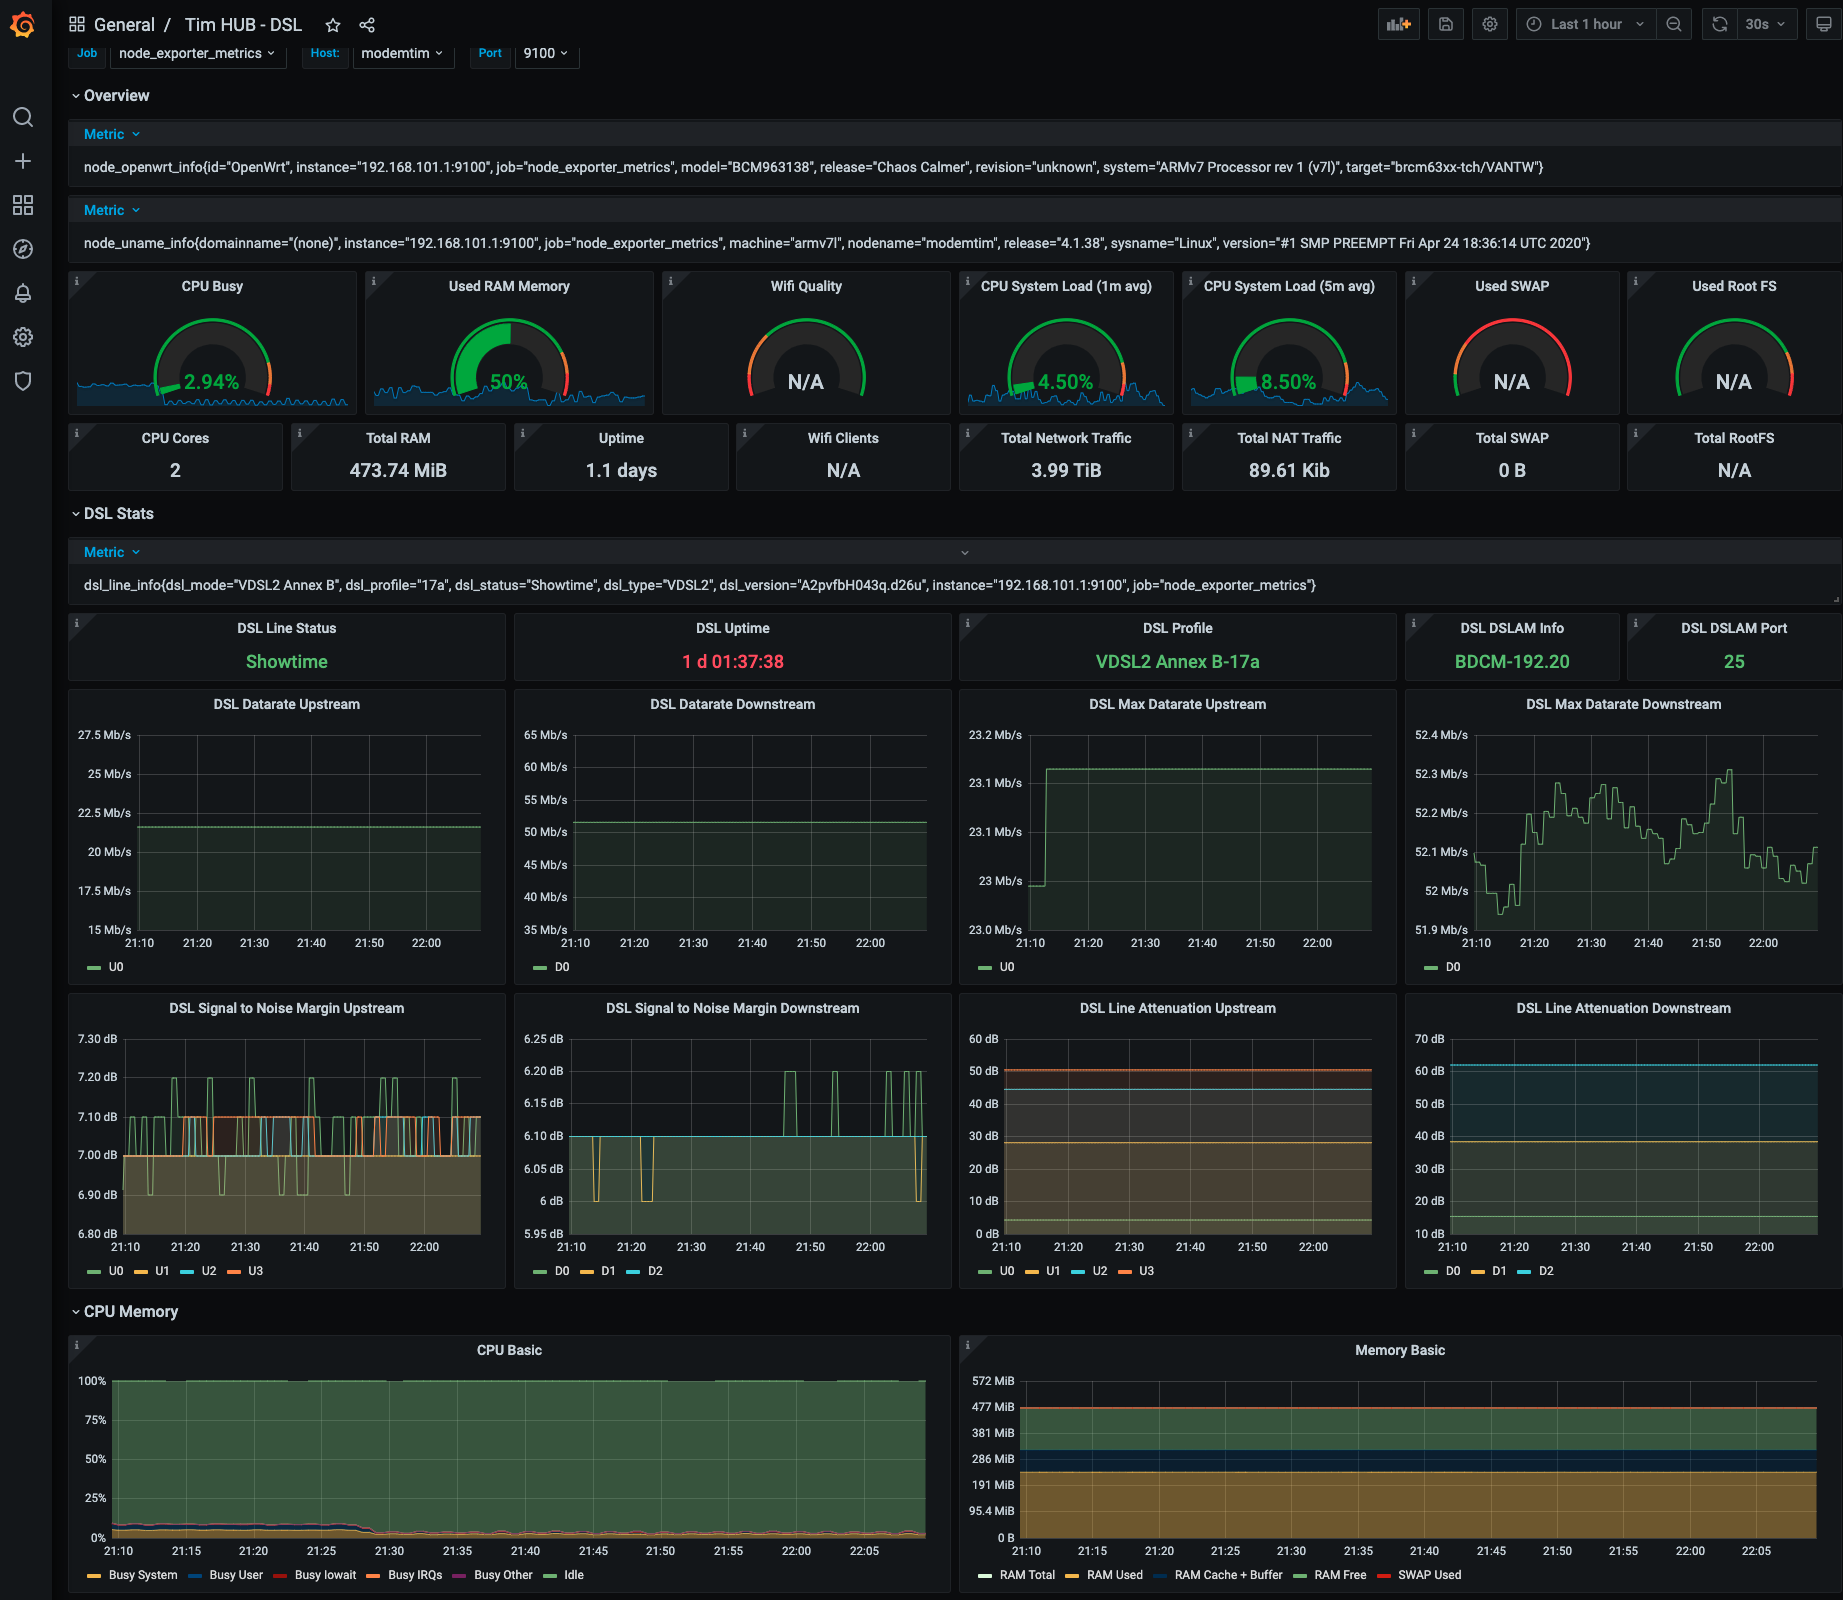 General / Tim HUB - DSL
Last 1 hour
30s
Job node_exporter_metrics Host: modemtim Port 9100
Overview
Metric
node_openwrt_info{id="OpenWrt", instance="192.168.101.1:9100", job="node_exporter_metrics", model="BCM963138", release="Chaos Calmer", revision="unknown", system="ARMv7 Processor rev 1 (v7l)", target="brcm63xx-tch/VANTW"}
Metric
node_uname_info{domainname="(none)", instance="192.168.101.1:9100", job="node_exporter_metrics", machine="armv7l", nodename="modemtim", release="4.1.38", sysname="Linux", version="#1 SMP PREEMPT Fri Apr 24 18:36:14 UTC 2020"}
CPU Busy
2.94%
Used RAM Memory
50%
Wifi Quality
N/A
CPU System Load (1m avg)
4.50%
CPU System Load (5m avg)
8.50%
Used SWAP
N/A
Used Root FS
N/A
CPU Cores
2
Total RAM
473.74 MiB
Uptime
1.1 days
Wifi Clients
N/A
Total Network Traffic
3.99 TiB
Total NAT Traffic
89.61 Kib
Total SWAP
0 B
Total RootFS
N/A
DSL Stats
Metric
dsl_line_info{dsl_mode="VDSL2 Annex B", dsl_profile="17a", dsl_status="Showtime", dsl_type="VDSL2", dsl_version="A2pvfbH043q.d26u", instance="192.168.101.1:9100", job="node_exporter_metrics"}
DSL Line Status
Showtime
DSL Uptime
1 d 01:37:38
DSL Profile
VDSL2 Annex B-17a
DSL DSLAM Info
BDCM-192.20
DSL DSLAM Port
25
DSL Datarate Upstream
27.5 Mb/s
25 Mb/s
22.5 Mb/s
20 Mb/s
17.5 Mb/s
15 Mb/s
21:10 21:20 21:30 21:40 21:50 22:00
U0
DSL Datarate Downstream
65 Mb/s
60 Mb/s
55 Mb/s
50 Mb/s
45 Mb/s
40 Mb/s
35 Mb/s
21:10 21:20 21:30 21:40 21:50 22:00
D0
DSL Max Datarate Upstream
23.2 Mb/s
23.1 Mb/s
23.1 Mb/s
23 Mb/s
23.0 Mb/s
21:10 21:20 21:30 21:40 21:50 22:00
U0
DSL Max Datarate Downstream
52.4 Mb/s
52.3 Mb/s
52.2 Mb/s
52.1 Mb/s
52 Mb/s
51.9 Mb/s
21:10 21:20 21:30 21:40 21:50 22:00
D0
DSL Signal to Noise Margin Upstream
7.30 dB
7.20 dB
7.10 dB
7.00 dB
6.90 dB
6.80 dB
21:10 21:20 21:30 21:40 21:50 22:00
U0 U1 U2 U3
DSL Signal to Noise Margin Downstream
6.25 dB
6.20 dB
6.15 dB
6.10 dB
6.05 dB
6 dB
5.95 dB
21:10 21:20 21:30 21:40 21:50 22:00
D0 D1 D2
DSL Line Attenuation Upstream
60 dB
50 dB
40 dB
30 dB
20 dB
10 dB
0 dB
21:10 21:20 21:30 21:40 21:50 22:00
U0 U1 U2 U3
DSL Line Attenuation Downstream
70 dB
60 dB
50 dB
40 dB
30 dB
20 dB
10 dB
21:10 21:20 21:30 21:40 21:50 22:00
D0 D1 D2
CPU Memory
CPU Basic
100%
75%
50%
25%
0%
21:10 21:15 21:20 21:25 21:30 21:35 21:40 21:45 21:50 21:55 22:00 22:05
Busy System Busy User Busy Iowait Busy IRQs Busy Other Idle
Memory Basic
572 MiB
477 MiB
381 MiB
286 MiB
191 MiB
95.4 MiB
0 B
21:10 21:15 21:20 21:25 21:30 21:35 21:40 21:45 21:50 21:55 22:00 22:05
RAM Total RAM Used RAM Cache + Buffer RAM Free SWAP Used